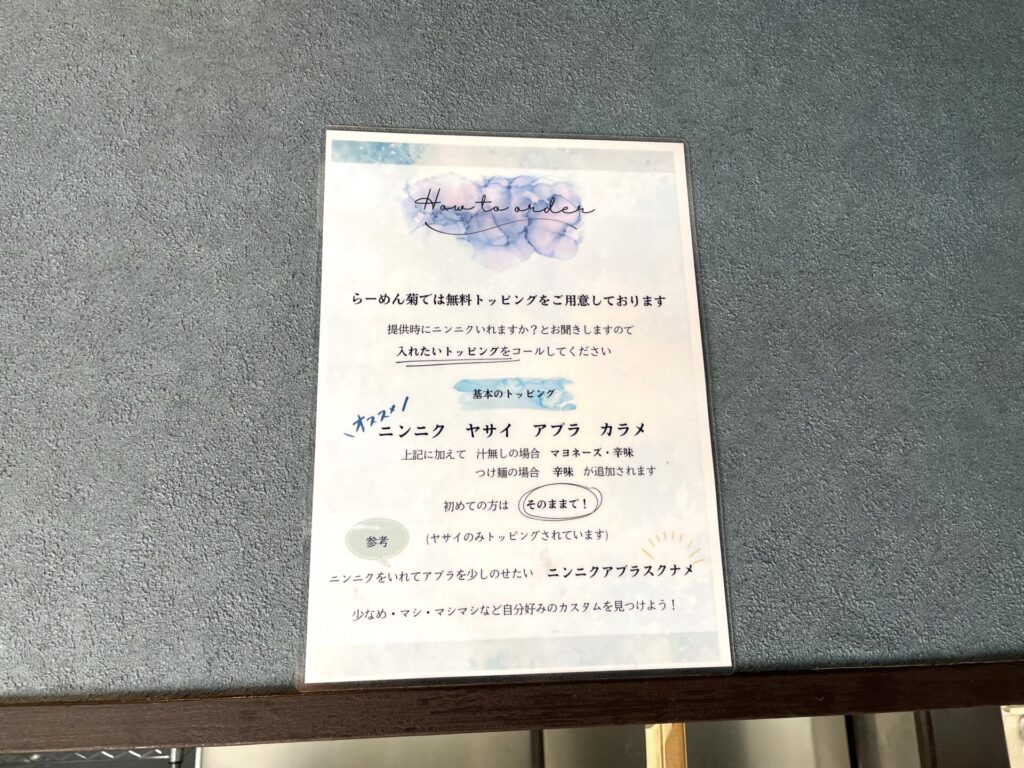 How to order
らーめん菊では無料トッピングをご用意しております
提供時にニンニクいれますか?とお聞きしますので
入れたいトッピングをコールしてください
基本のトッピング
オススメ!
ニンニク ヤサイ アブラ カラメ
上記に加えて 汁無しの場合 マヨネーズ・辛味
つけ麺の場合 辛味 が追加されます
初めての方は そのままで!
参考
(ヤサイのみトッピングされています)
ニンニクをいれてアブラを少しのせたい ニンニクアブラスクナメ
少なめ・マシ・マシマシなど自分好みのカスタムを見つけよう!